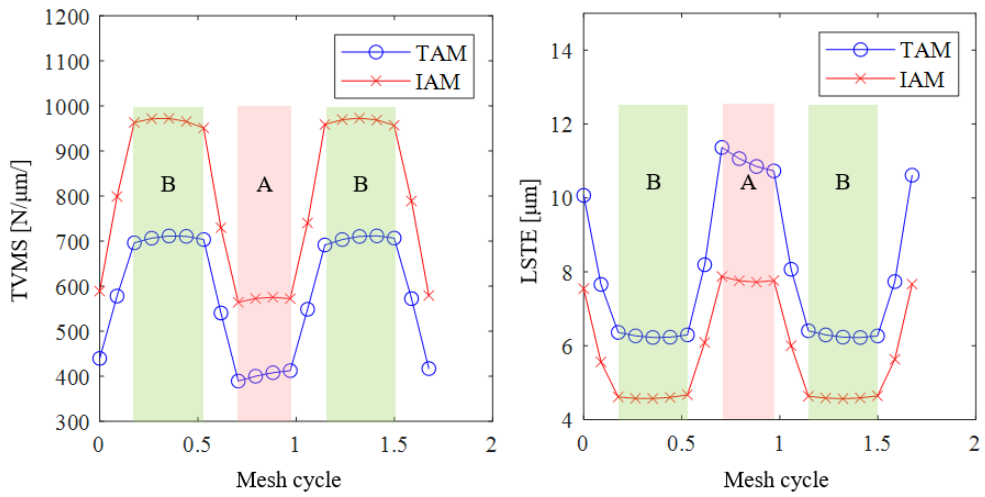 1200
1100
1000
900
800
700
600
500
400
300
TVMS [N/μm/]
0
0.5
1
1.5
2
Mesh cycle
TAM
IAM
B
A
B
14
12
10
8
6
4
LSTE [μm]
0
0.5
1
1.5
2
Mesh cycle
TAM
IAM
B
A
B